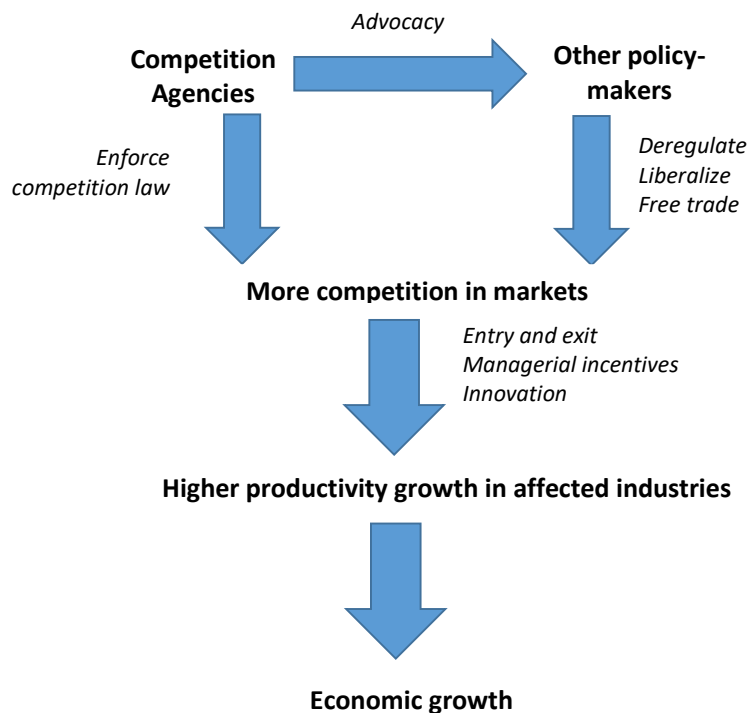 Advocacy
Competition
Agencies
Other policy-
makers
Enforce
competition law
Deregulate
Liberalize
Free trade
More competition in markets
Entry and exit
Managerial incentives
Innovation
Higher productivity growth in affected industries
Economic growth